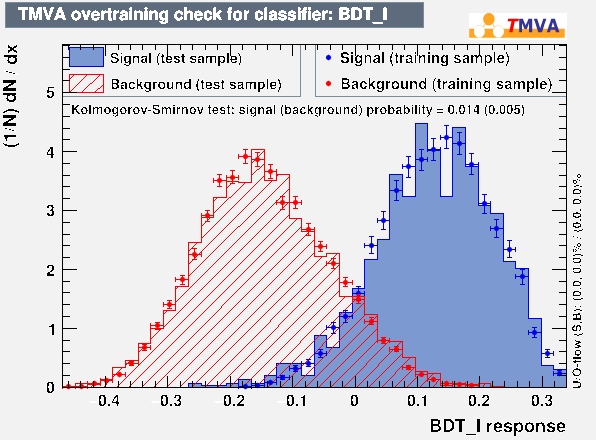 TMVA overtraining check for classifier: BDT_I
TMVA
Signal (test sample)
Background (test sample)
Signal (training sample)
Background (training sample)
Kolmogorov-Smirnov test: signal (background) probability = 0.014 (0.005)
(1/N) dN / dx
5
4
3
2
1
0
-0.4
-0.3
-0.2
-0.1
0
0.1
0.2
0.3
BDT_I response
U/O-flow (S,B): (0.0, 0.0)% / (0.0, 0.0)%